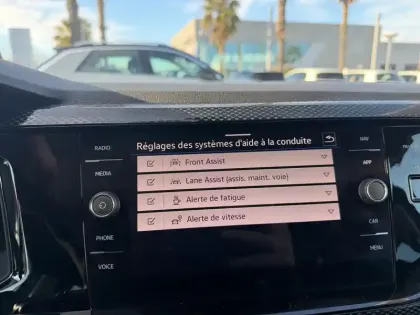 Réglages des systèmes d'aide à la conduite
RADIO
MEDIA
PHONE
VOICE
Front Assist
Lane Assist (assis. maint. voie)
Alerte de fatigue
Alerte de vitesse
NAV
APP
CAR
MENU